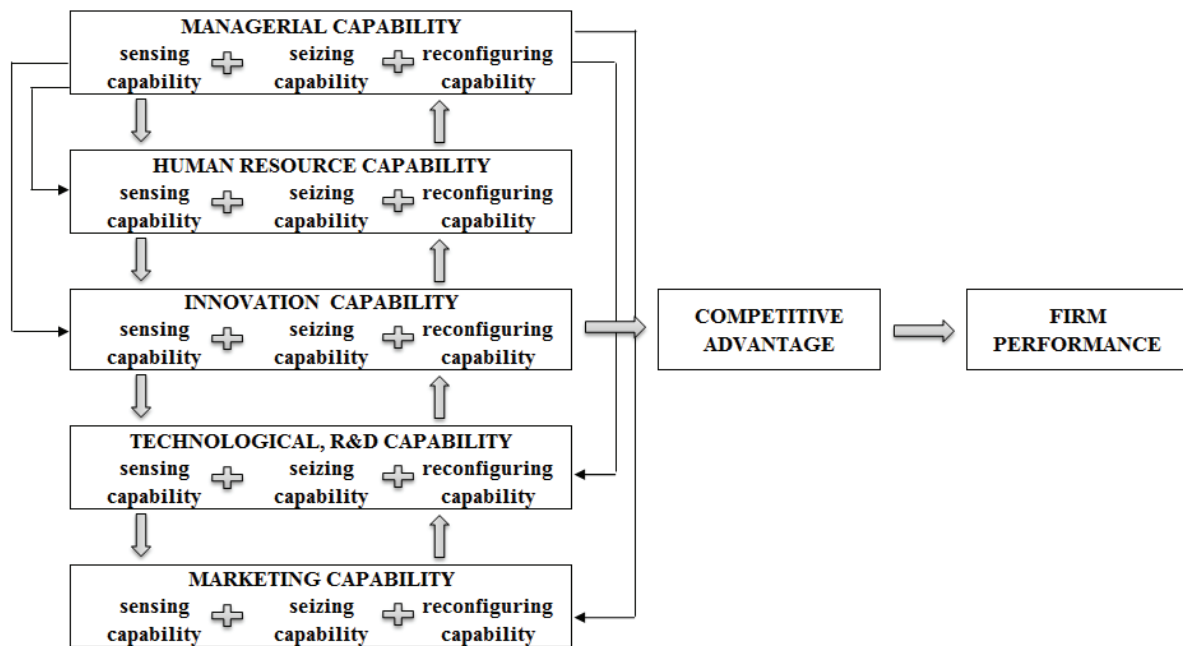 MANAGERIAL CAPABILITY
sensing seizing reconfiguring
capability capability capability
HUMAN RESOURCE CAPABILITY
sensing seizing reconfiguring
capability capability capability
INNOVATION CAPABILITY
sensing seizing reconfiguring
capability capability capability
TECHNOLOGICAL, R&D CAPABILITY
sensing seizing reconfiguring
capability capability capability
MARKETING CAPABILITY
sensing seizing reconfiguring
capability capability capability
COMPETITIVE
ADVANTAGE
FIRM
PERFORMANCE